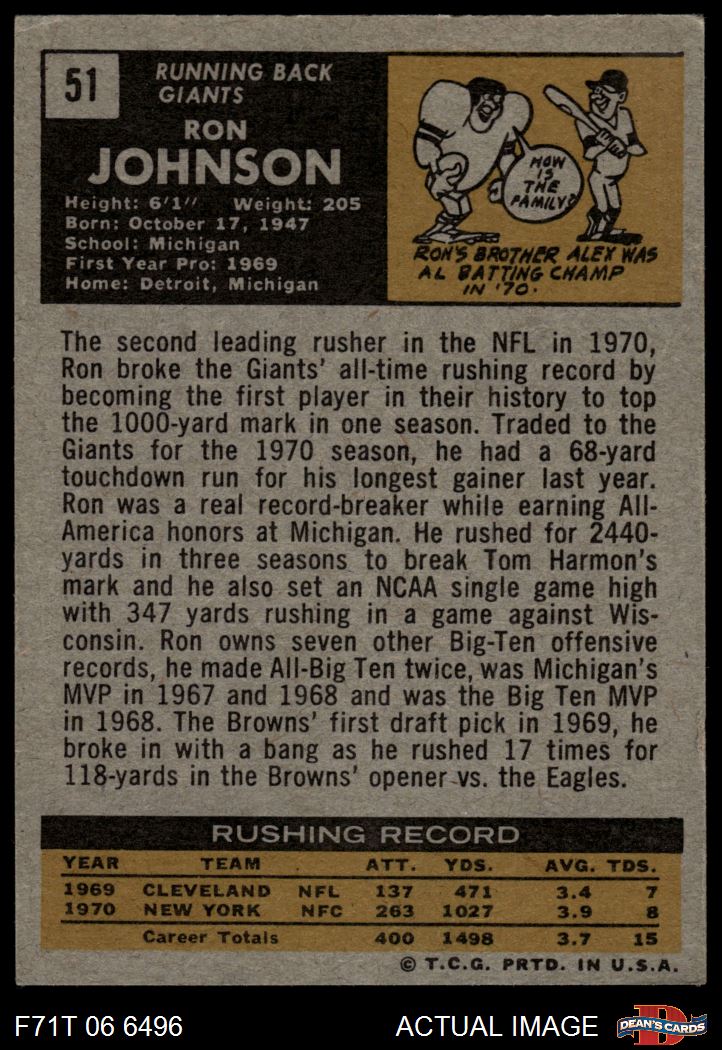 51
RUNNING BACK
GIANTS
RON
JOHNSON
Height: 6'1" Weight: 205
Born: October 17, 1947
School: Michigan
First Year Pro: 1969
Home: Detroit, Michigan
HOW
IS
THE
FAMILY?
RON'S BROTHER ALEX WAS
AL BATTING CHAMP
IN '70.
The second leading rusher in the NFL in 1970,
Ron broke the Giants' all-time rushing record by
becoming the first player in their history to top
the 1000-yard mark in one season. Traded to the
Giants for the 1970 season, he had a 68-yard
touchdown run for his longest gainer last year.
Ron was a real record-breaker while earning All-
America honors at Michigan. He rushed for 2440-
yards in three seasons to break Tom Harmon's
mark and he also set an NCAA single game high
with 347 yards rushing in a game against Wis-
consin. Ron owns seven other Big-Ten offensive
records, he made All-Big Ten twice, was Michigan's
MVP in 1967 and 1968 and was the Big Ten MVP
in 1968. The Browns' first draft pick in 1969, he
broke in with a bang as he rushed 17 times for
118-yards in the Browns' opener vs. the Eagles.
RUSHING RECORD
YEAR TEAM ATT. YDS. AVG. TDS.
1969 CLEVELAND NFL 137 471 3.4 7
1970 NEW YORK NFC 263 1027 3.9 8
Career Totals 400 1498 3.7 15
© T.C.G. PRTD. IN U.S.A.
F71T 06 6496 ACTUAL IMAGE
D
DEAN'S CARDS